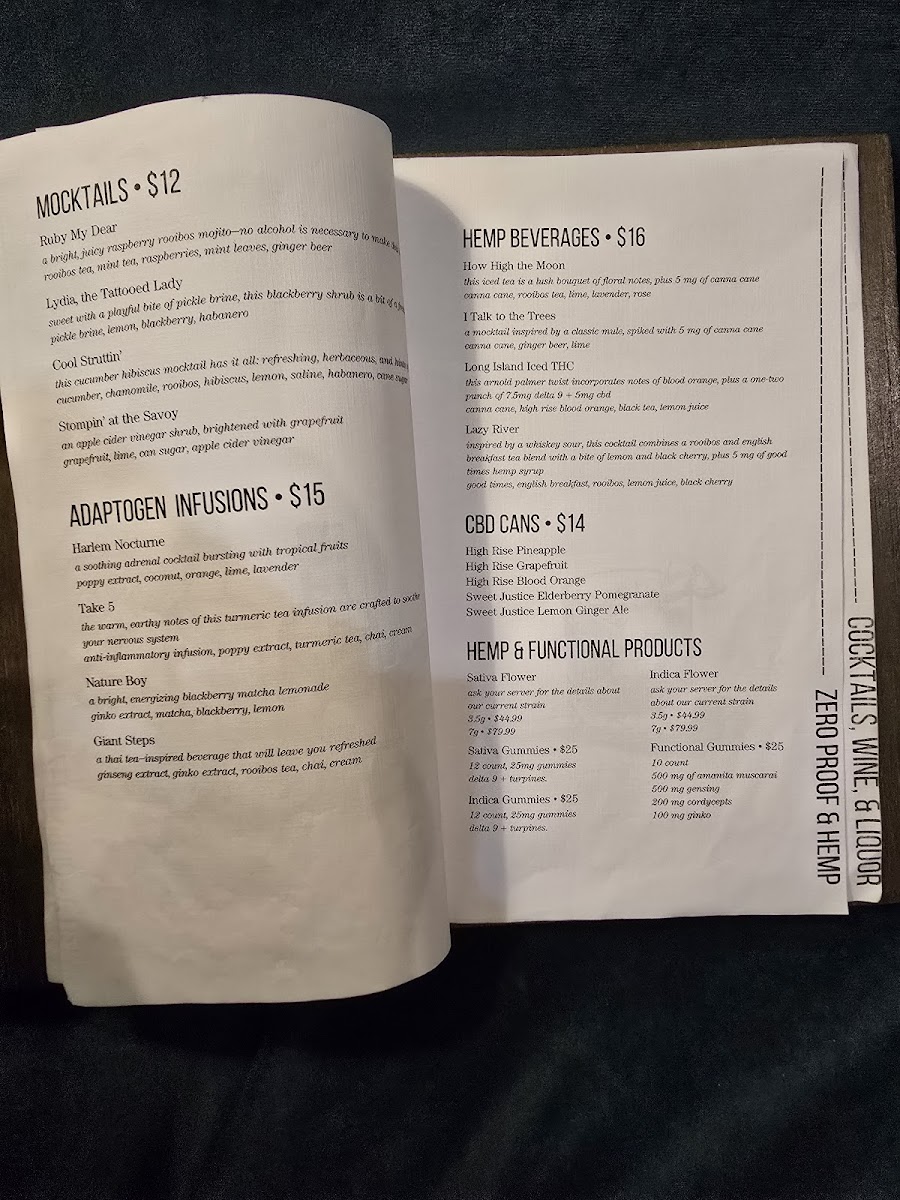 MOCKTAILS • $12
Ruby My Dear
a bright, juicy raspberry rooibos mojito—no alcohol is necessary to make
rooibos tea, mint tea, raspberries, mint leaves, ginger beer
Lydia, the Tattooed Lady
sweet with a playful bite of pickle brine, this blackberry shrub is a bit of a
pickle brine, lemon, blackberry, habanero
Cool Struttin'
this cucumber hibiscus mocktail has it all: refreshing, herbaceous, and
cucumber, chamomile, rooibos, hibiscus, lemon, saline, habanero, cane sugar
Stompin' at the Savoy
an apple cider vinegar shrub, brightened with grapefruit
grapefruit, lime, can sugar, apple cider vinegar
ADAPTOGEN INFUSIONS • $15
Harlem Nocturne
a soothing adrenal cocktail bursting with tropical fruits
poppy extract, coconut, orange, lime, lavender
Take 5
the warm, earthy notes of this turmeric tea infusion are crafted to soothe
your nervous system
anti-inflammatory infusion, poppy extract, turmeric tea, chai, cream
Nature Boy
a bright, energizing blackberry matcha lemonade
ginko extract, matcha, blackberry, lemon
Giant Steps
a thai tea-inspired beverage that will leave you refreshed
ginseng extract, ginko extract, rooibos tea, chai, cream
HEMP BEVERAGES • $16
How High the Moon
this iced tea is a lush bouquet of floral notes, plus 5 mg of canna cane
canna cane, rooibos tea, lime, lavender, rose
I Talk to the Trees
a mocktail inspired by a classic mule, spiked with 5 mg of canna cane
canna cane, ginger beer, lime
Long Island Iced THC
this arnold palmer twist incorporates notes of blood orange, plus a one-two
punch of 7.5mg delta 9 + 5mg cbd
canna cane, high rise blood orange, black tea, lemon juice
Lazy River
inspired by a whiskey sour, this cocktail combines a rooibos and english
breakfast tea blend with a bite of lemon and black cherry, plus 5 mg of good
times hemp syrup
good times, english breakfast, rooibos, lemon juice, black cherry
CBD CANS • $14
High Rise Pineapple
High Rise Grapefruit
High Rise Blood Orange
Sweet Justice Elderberry Pomegranate
Sweet Justice Lemon Ginger Ale
HEMP & FUNCTIONAL PRODUCTS
Sativa Flower
ask your server for the details about
our current strain
3.5g • $44.99
7g • $79.99
Sativa Gummies • $25
12 count, 25mg gummies
delta 9 + turpines.
Indica Gummies • $25
12 count, 25mg gummies
delta 9 + turpines.
Indica Flower
ask your server for the details
about our current strain
3.5g • $44.99
7g • $79.99
Functional Gummies • $25
10 count
500 mg of amanita muscarai
500 mg gensing
200 mg cordycepts
100 mg ginko
ZERO PROOF & HEMP
COCKTAILS, WINE, & LIQUOR